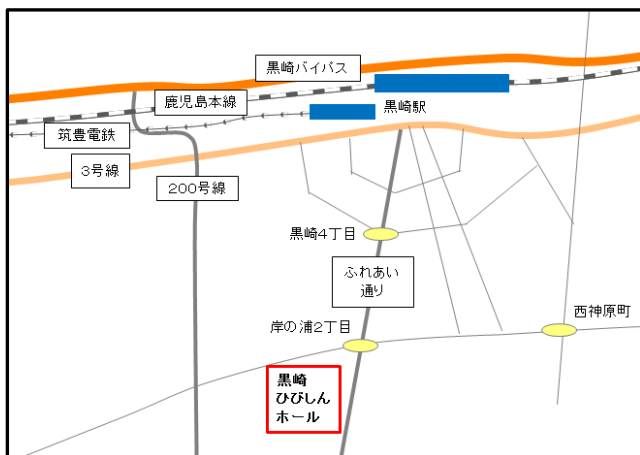 黒崎バイパス
鹿児島本線
黒崎駅
筑豊電鉄
3号線
200号線
黒崎4丁目
ふれあい
通り
西神原町
岸の浦2丁目
黒崎
ひびしん
ホール